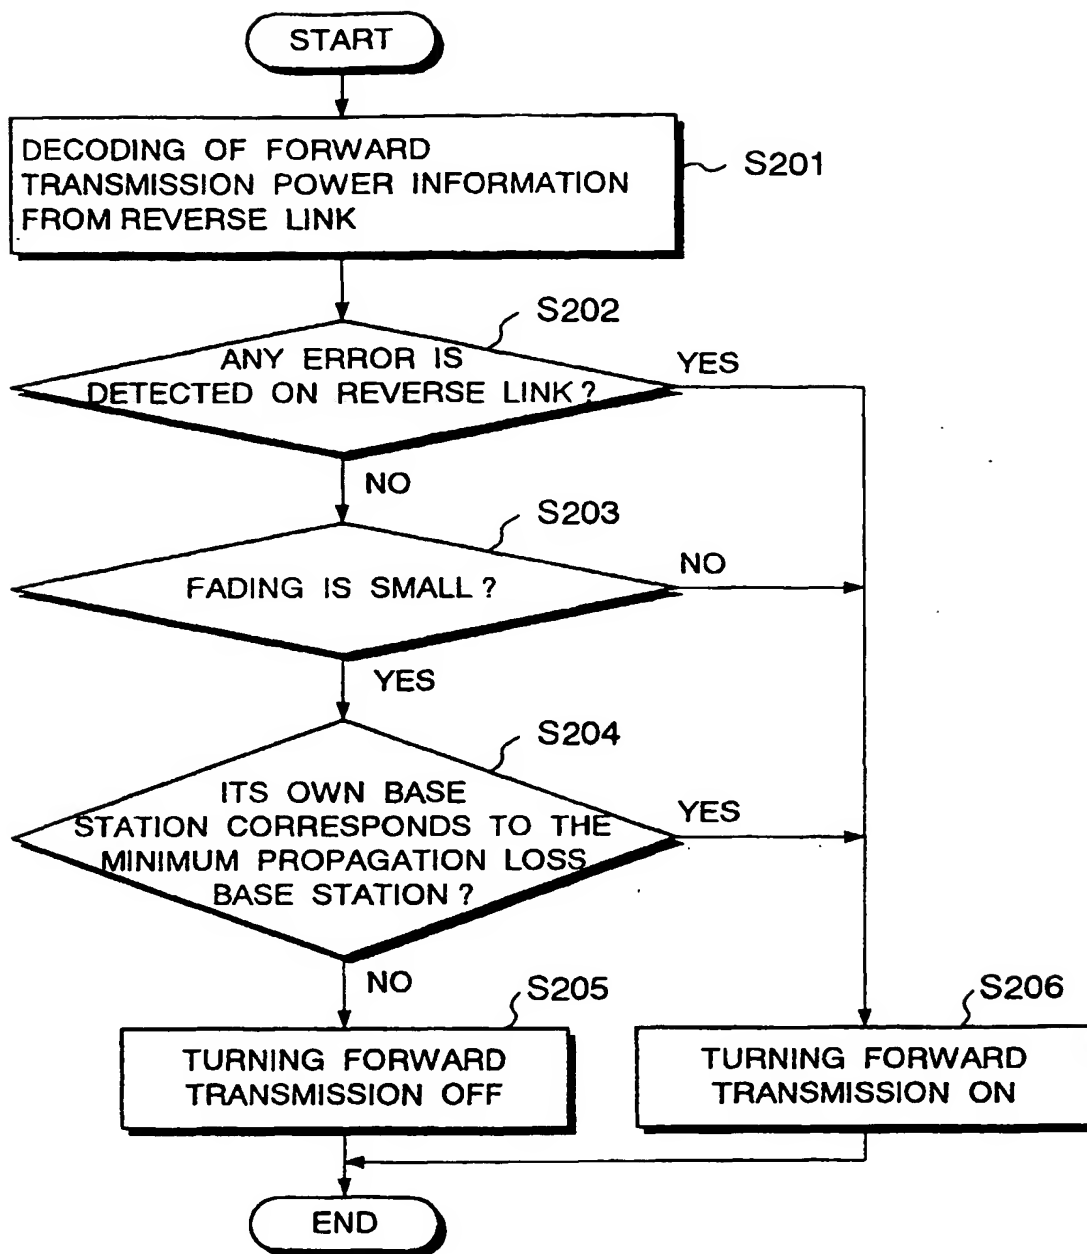 START
DECODING OF FORWARD
TRANSMISSION POWER INFORMATION
FROM REVERSE LINK
S201
S202
ANY ERROR IS
DETECTED ON REVERSE LINK?
YES
NO
S203
FADING IS SMALL?
NO
YES
S204
ITS OWN BASE
STATION CORRESPONDS TO THE
MINIMUM PROPAGATION LOSS
BASE STATION?
YES
NO
S205
S206
TURNING FORWARD
TRANSMISSION OFF
TURNING FORWARD
TRANSMISSION ON
END